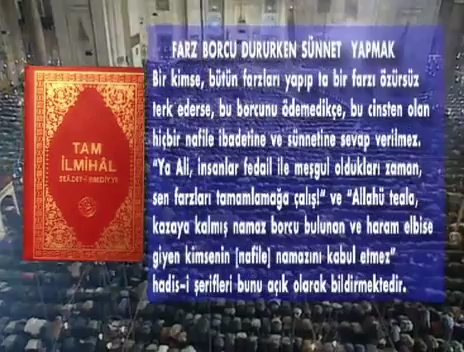 FARZ BORCU DURURKEN SÜNNET YAPMAK
Bir kimse, bütün farzları yapıp ta bir farzı özürsüz
terk ederse, bu borcunu ödemedikçe, bu cinsten olan
hiçbir nafile ibadetine ve sünnetine sevap verilmez.
"Ya Ali, insanlar fedail ile meşgul oldukları zaman,
sen farzları tamamlamağa çalış!" ve "Allahü teala,
kazaya kalmış namaz borcu bulunan ve haram elbise
giyen kimsenin [nafile] namazını kabul etmez"
hadis-i şerifleri bunu açık olarak bildirmektedir.
TAM
İLMİHÂL
SEÂDET-İ EBEDİYYE